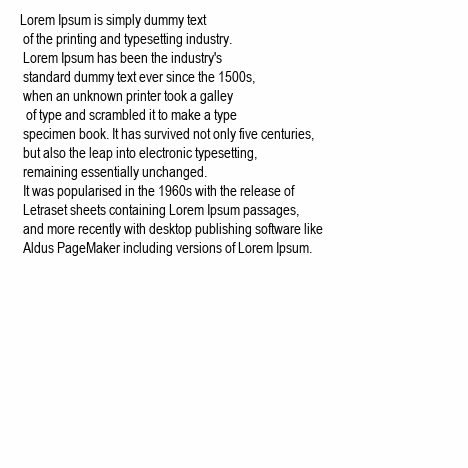 Lorem Ipsum is simply dummy text
of the printing and typesetting industry.
Lorem Ipsum has been the industry's
standard dummy text ever since the 1500s,
when an unknown printer took a galley
of type and scrambled it to make a type
specimen book. It has survived not only five centuries,
but also the leap into electronic typesetting,
remaining essentially unchanged.
It was popularised in the 1960s with the release of
Letraset sheets containing Lorem Ipsum passages,
and more recently with desktop publishing software like
Aldus PageMaker including versions of Lorem Ipsum.